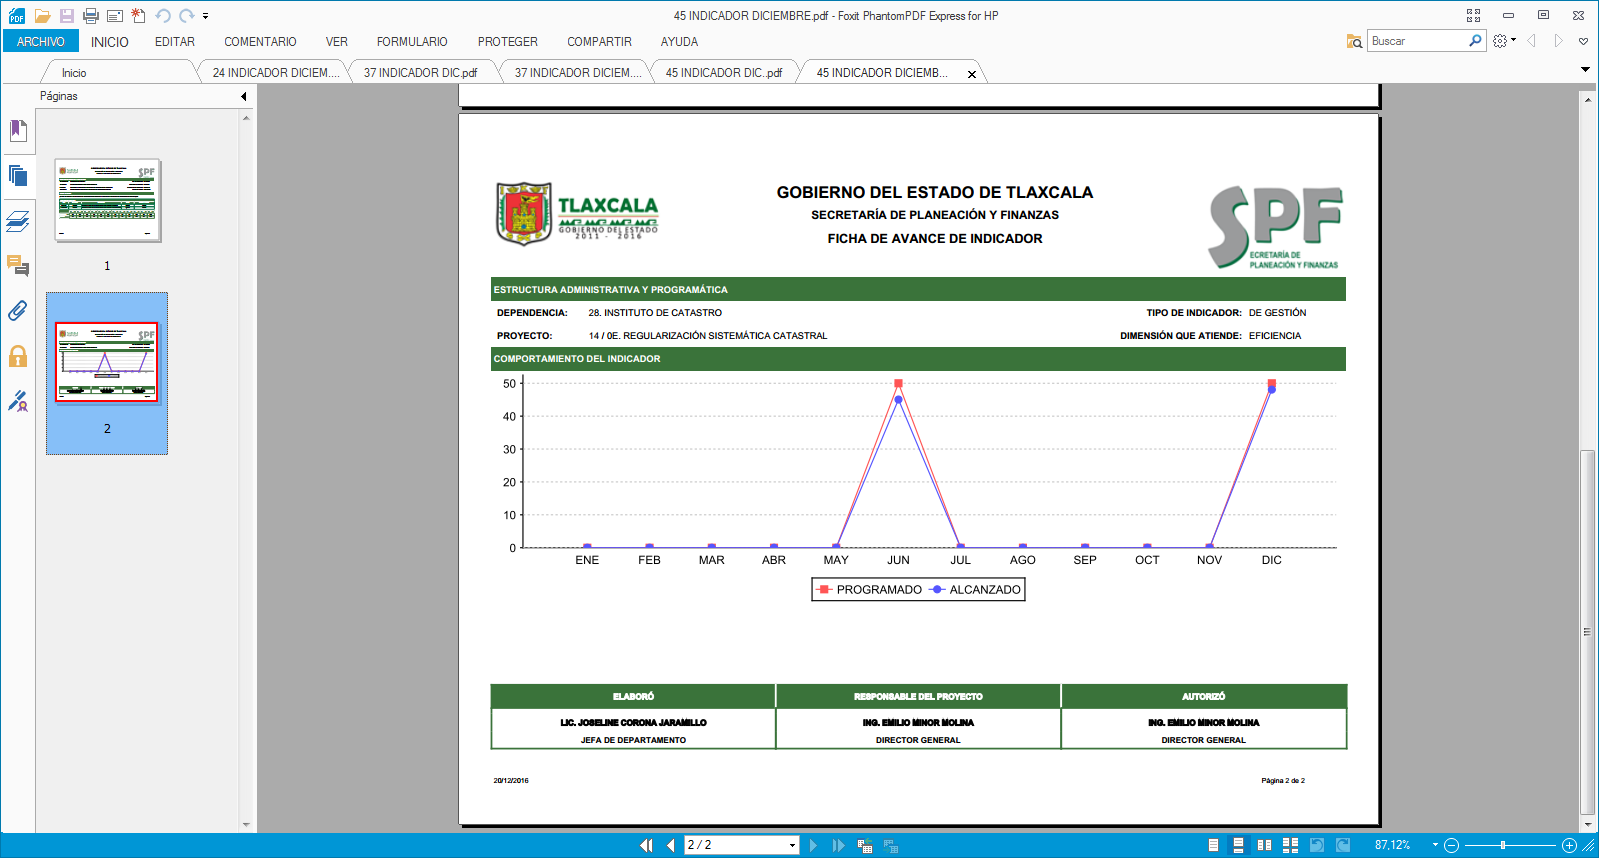 45 INDICADOR DICIEMBRE.pdf - Foxit PhantomPDF Express for HP
ARCHIVO INICIO EDITAR COMENTARIO VER FORMULARIO PROTEGER COMPARTIR AYUDA Buscar
Inicio 24 INDICADOR DICIEM.... 37 INDICADOR DIC.pdf 37 INDICADOR DICIEM.... 45 INDICADOR DIC..pdf 45 INDICADOR DICIEMB...
Páginas
1
2
TLAXCALA
GOBIERNO DEL ESTADO
2011 - 2016
GOBIERNO DEL ESTADO DE TLAXCALA
SECRETARÍA DE PLANEACIÓN Y FINANZAS
FICHA DE AVANCE DE INDICADOR
SPF
ECRETARÍA DE
PLANEACIÓN Y FINANZAS
ESTRUCTURA ADMINISTRATIVA Y PROGRAMÁTICA
DEPENDENCIA: 28. INSTITUTO DE CATASTRO TIPO DE INDICADOR: DE GESTIÓN
PROYECTO: 14 / 0E. REGULARIZACIÓN SISTEMÁTICA CATASTRAL DIMENSIÓN QUE ATIENDE: EFICIENCIA
COMPORTAMIENTO DEL INDICADOR
50
40
30
20
10
0
ENE FEB MAR ABR MAY JUN JUL AGO SEP OCT NOV DIC
PROGRAMADO ALCANZADO
ELABORÓ RESPONSABLE DEL PROYECTO AUTORIZÓ
LIC. JOSELINE CORONA JARAMILLO ING. EMILIO MINOR MOLINA ING. EMILIO MINOR MOLINA
JEFA DE DEPARTAMENTO DIRECTOR GENERAL DIRECTOR GENERAL
20/12/2016 Página 2 de 2
2 / 2 87,12%